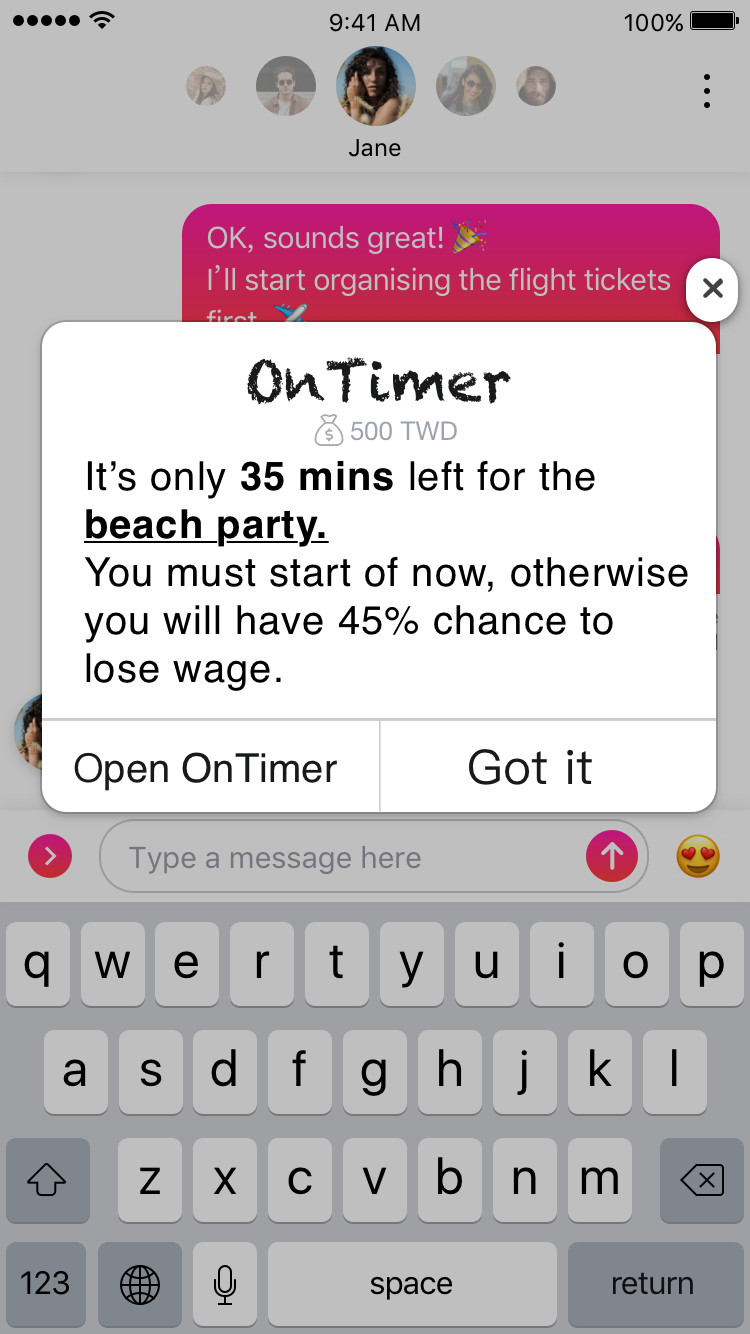 9:41 AM
100%
Jane
OK, sounds great! 🎉
I’ll start organising the flight tickets
first ✈️
OnTimer
500 TWD
It’s only 35 mins left for the
beach party.
You must start of now, otherwise
you will have 45% chance to
lose wage.
Open OnTimer
Got it
Type a message here
q w e r t y u i o p
a s d f g h j k l
z x c v b n m
123
space
return